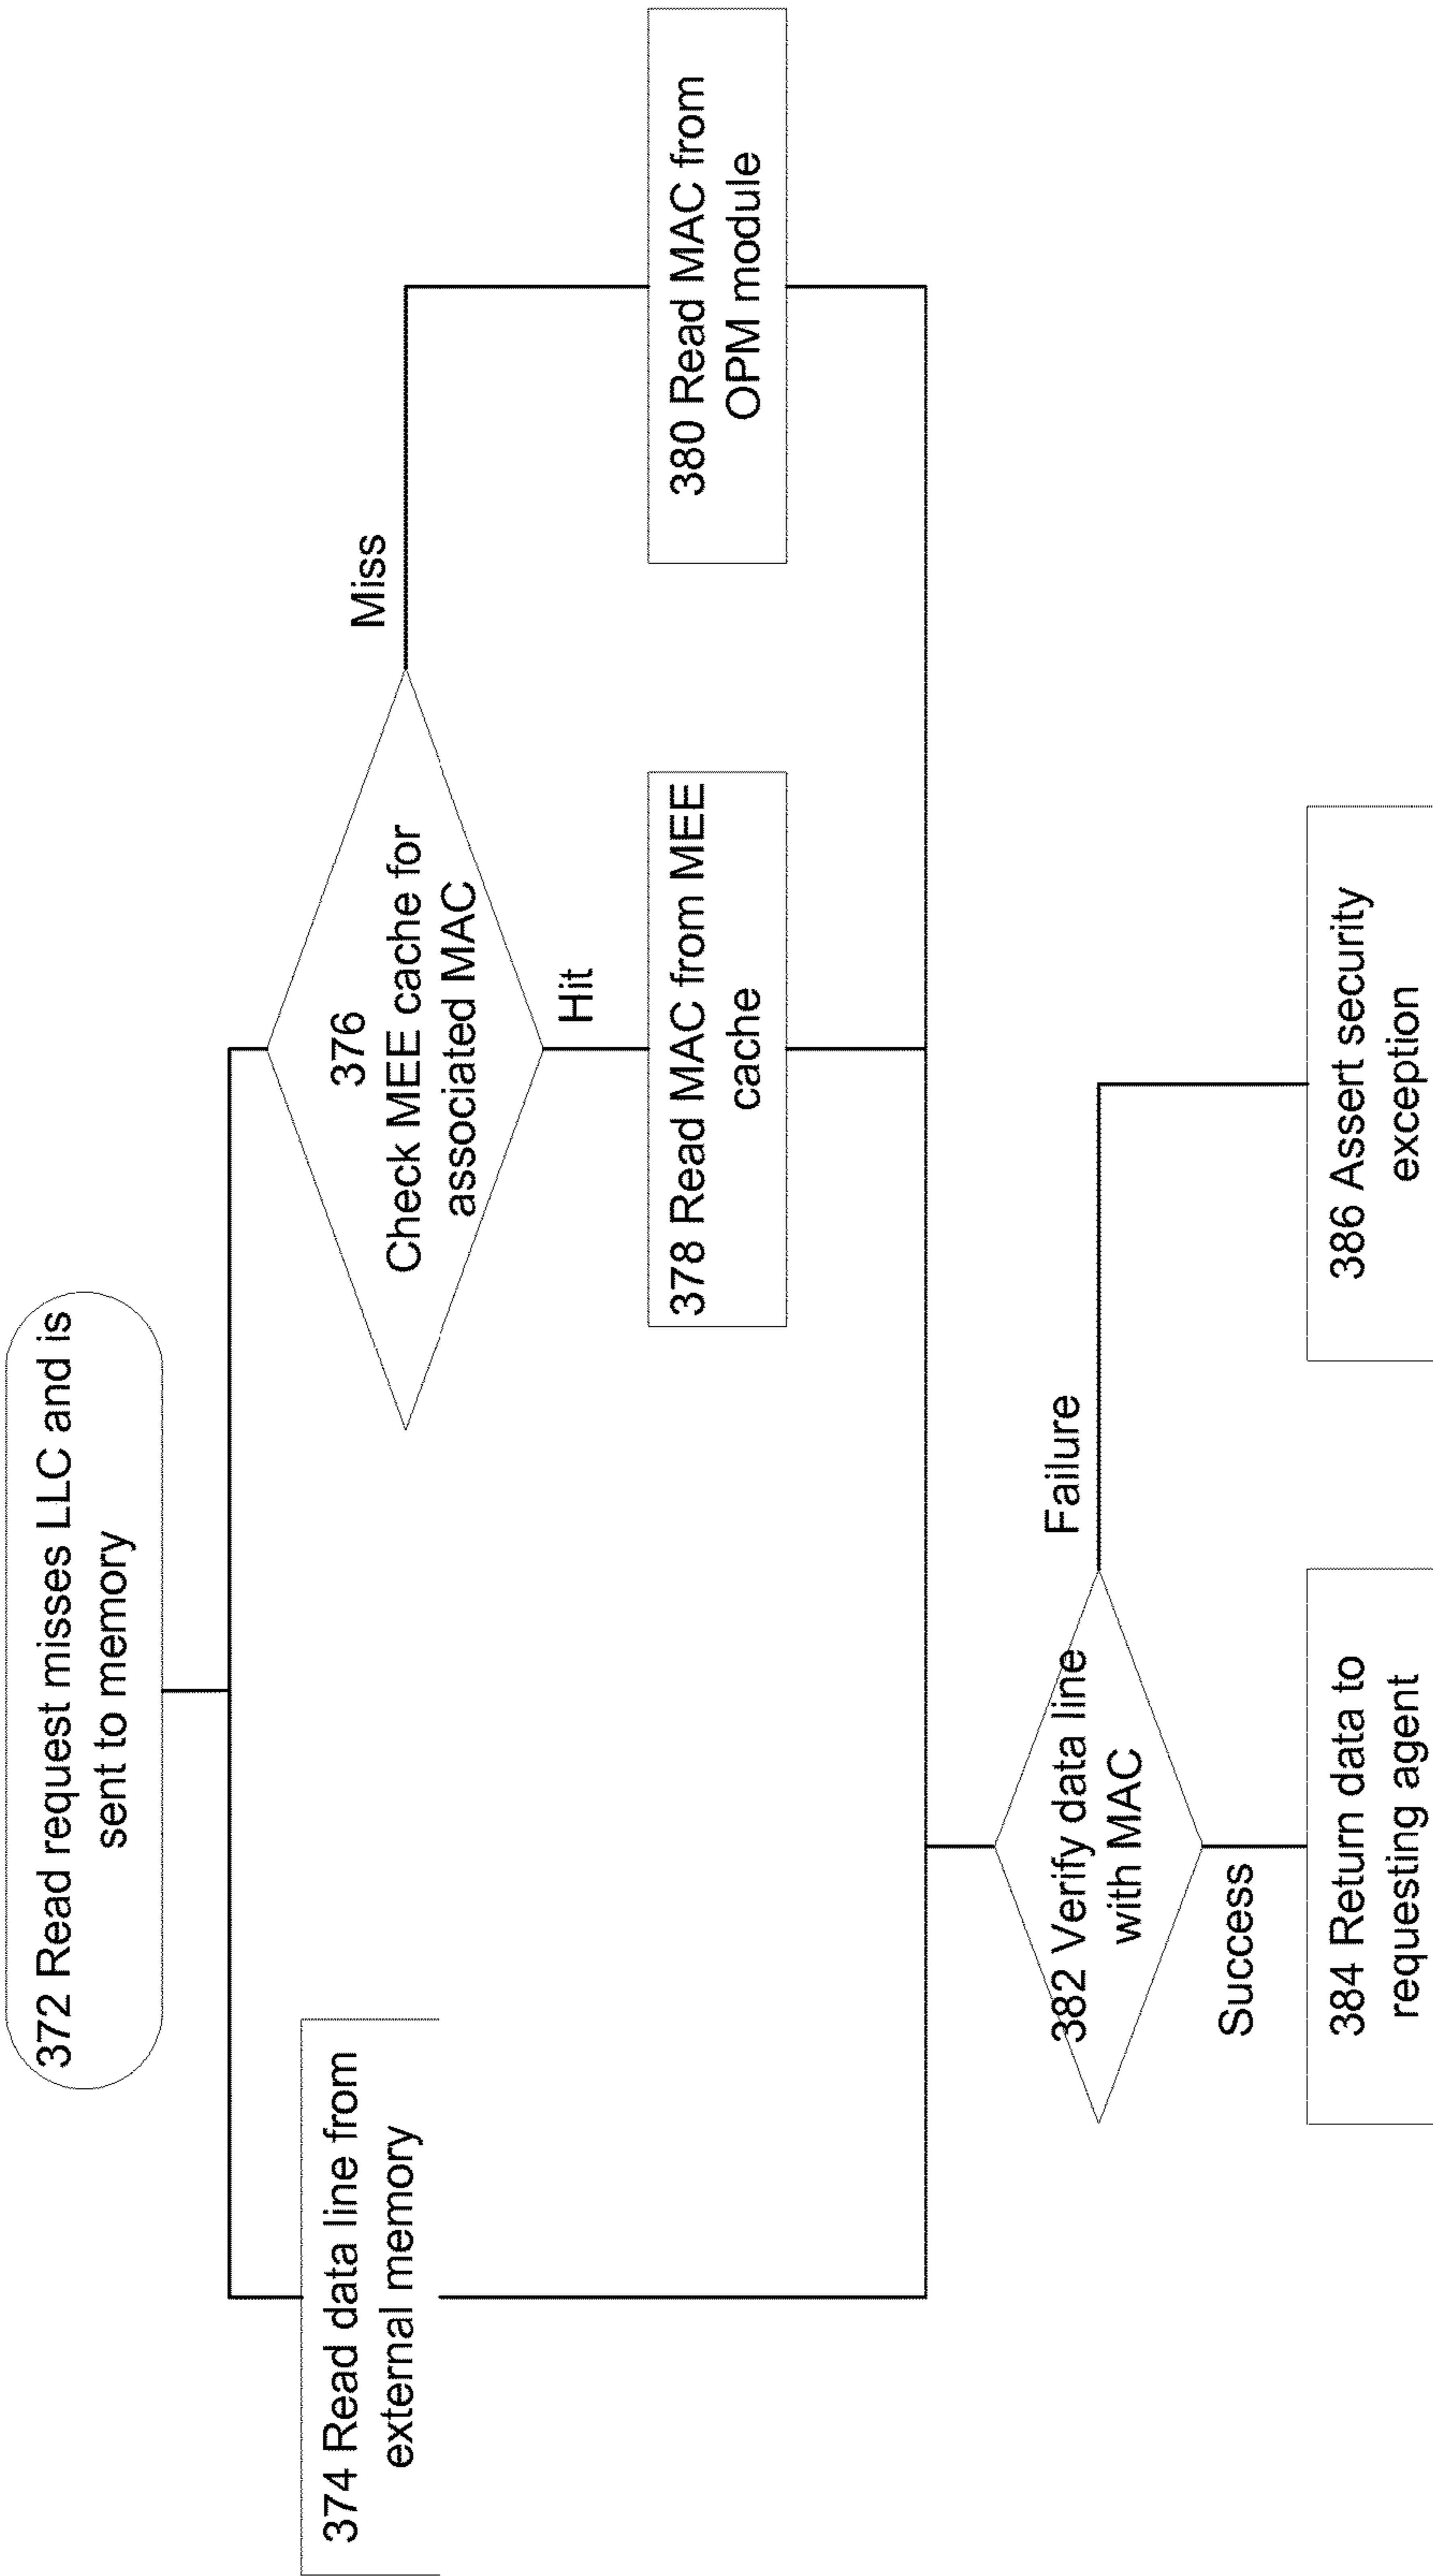 372 Read request misses LLC and is
sent to memory
374 Read data line from
external memory
376
Check MEE cache for
associated MAC
Miss
Hit
378 Read MAC from MEE
cache
380 Read MAC from
OPM module
382 Verify data line
with MAC
Failure
Success
384 Return data to
requesting agent
386 Assert security
exception